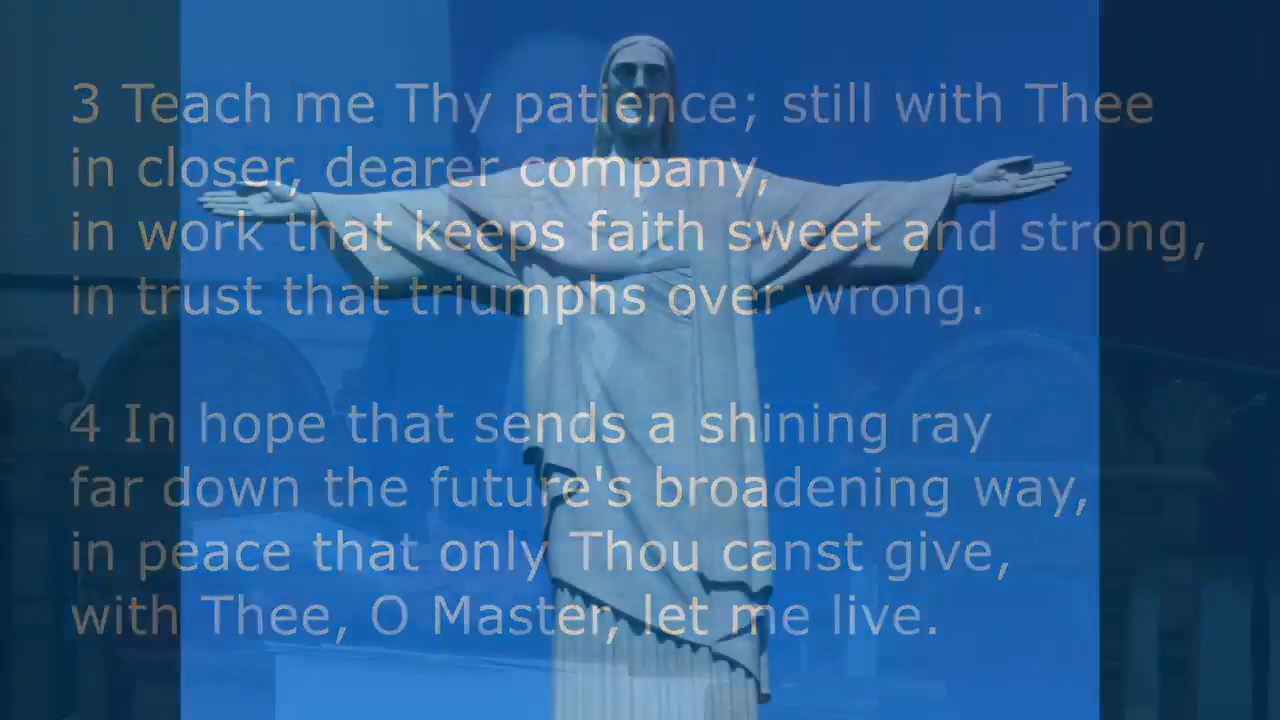 3 Teach me Thy patience; still with Thee
in closer, dearer company,
in work that keeps faith sweet and strong,
in trust that triumphs over wrong.
4 In hope that sends a shining ray
far down the future's broadening way,
in peace that only Thou canst give,
with Thee, O Master, let me live.